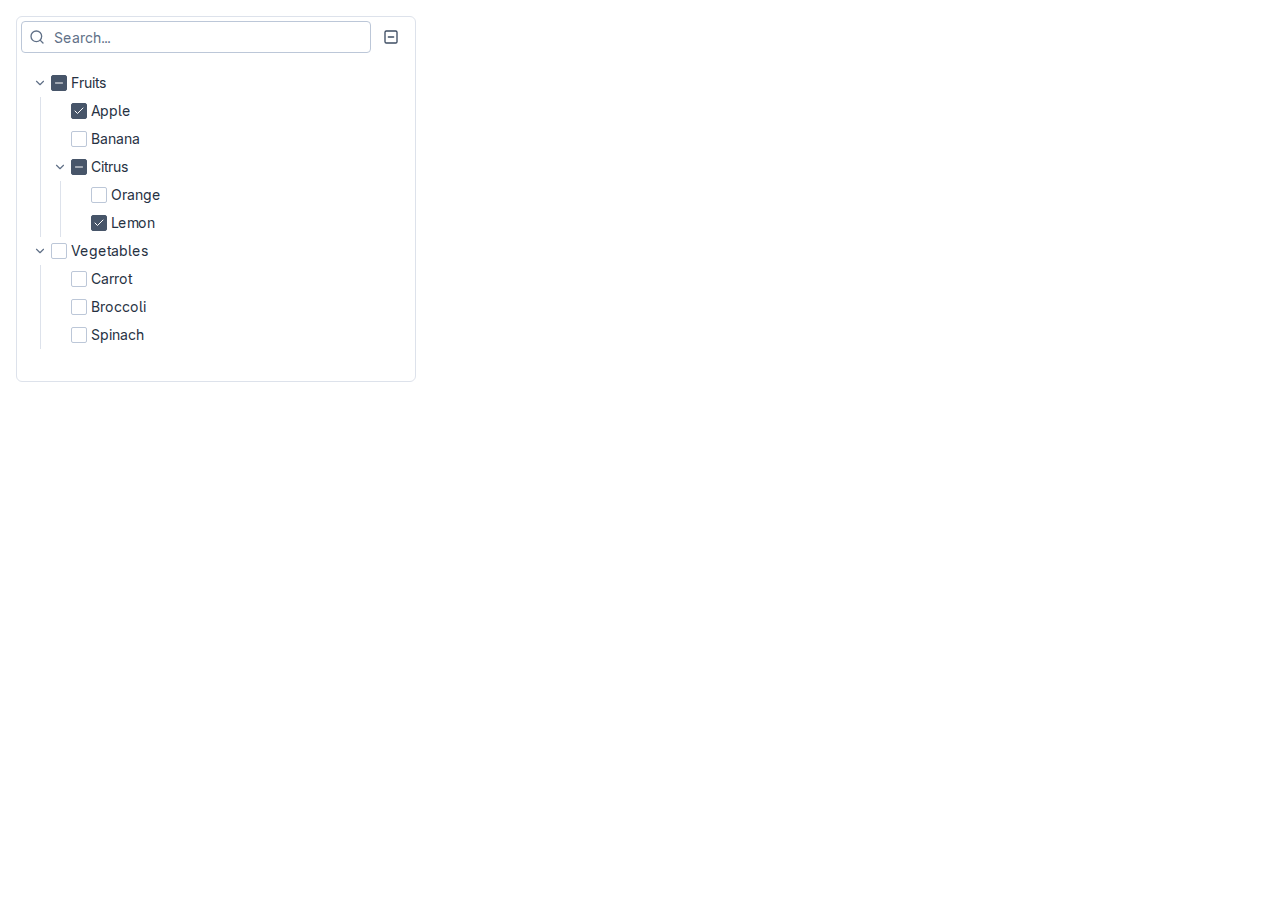 Search...
Fruits
Apple
Banana
Citrus
Orange
Lemon
Vegetables
Carrot
Broccoli
Spinach